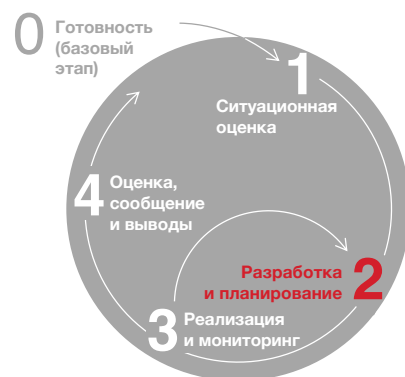 0 Готовность
(базовый
этап)
1
Ситуационная
оценка
Разработка 2
и планирование
3 Реализация
и мониторинг
4 Оценка,
сообщение
и выводы